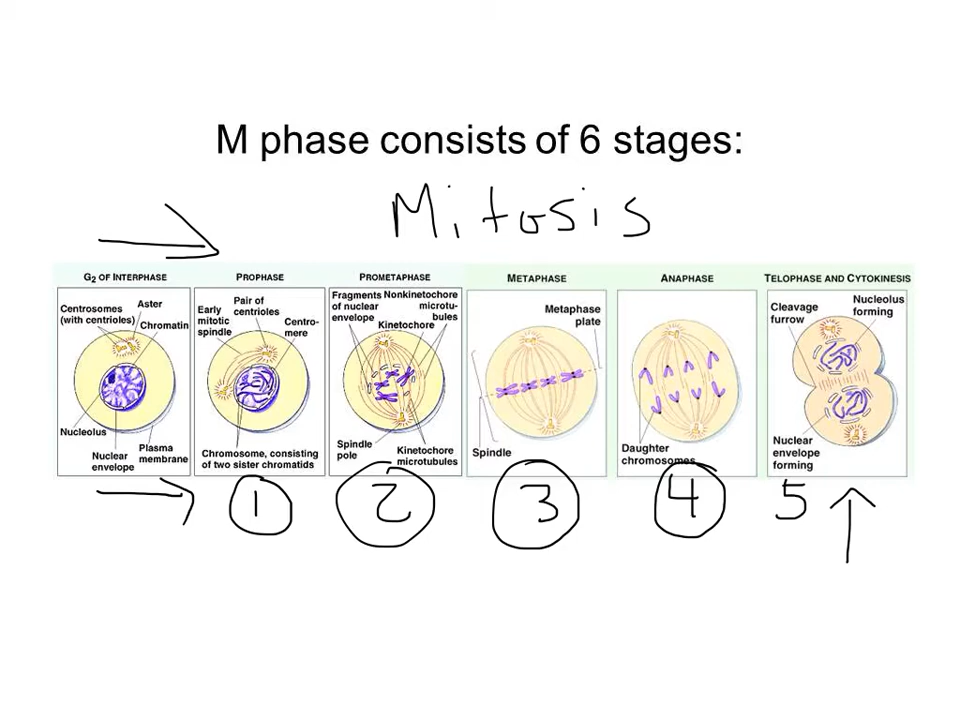 M phase consists of 6 stages:
Mitosis
G2 OF INTERPHASE
PROPHASE
PROMETAPHASE
METAPHASE
ANAPHASE
TELOPHASE AND CYTOKINESIS
Centrosomes
(with centrioles)
Aster
Chromatin
Nucleolus
Nuclear
envelope
Plasma
membrane
Early
mitotic
spindle
Pair of
centrioles
Centro-
mere
Chromosome, consisting
of two sister chromatids
Fragments
of nuclear
envelope
Nonkinetochore
microtu-
bules
Kinetochore
Spindle
pole
Kinetochore
microtubules
Metaphase
plate
Spindle
Daughter
chromosomes
Cleavage
furrow
Nucleolus
forming
Nuclear
envelope
forming
1
2
3
4
5